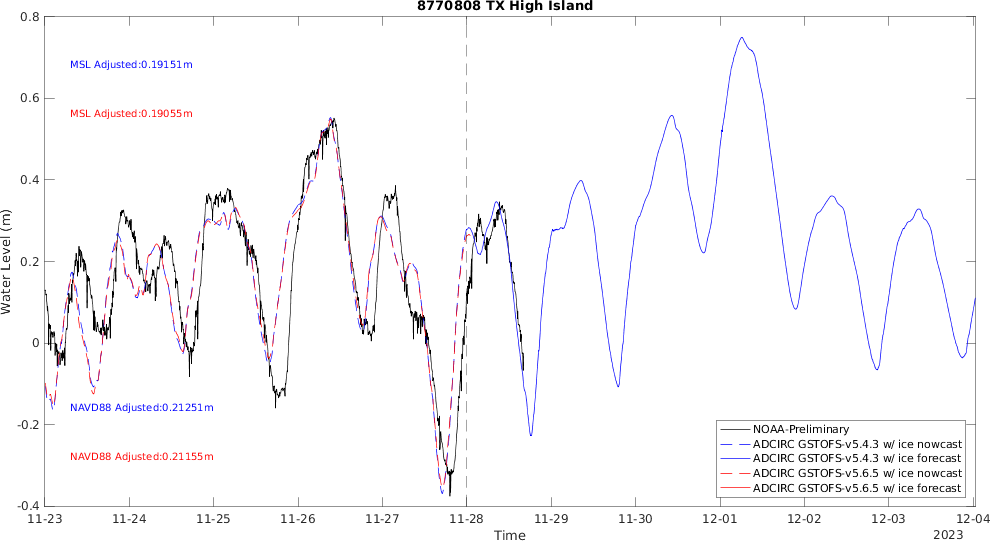 8770808 TX High Island
0.8
0.6
0.4
0.2
0
-0.2
-0.4
Water Level (m)
MSL Adjusted:0.19151m
MSL Adjusted:0.19055m
NAVD88 Adjusted:0.21251m
NAVD88 Adjusted:0.21155m
NOAA-Preliminary
ADCIRC GSTOFS-v5.4.3 w/ ice nowcast
ADCIRC GSTOFS-v5.4.3 w/ ice forecast
ADCIRC GSTOFS-v5.6.5 w/ ice nowcast
ADCIRC GSTOFS-v5.6.5 w/ ice forecast
11-23 11-24 11-25 11-26 11-27 11-28 11-29 11-30 12-01 12-02 12-03 12-04
Time
2023